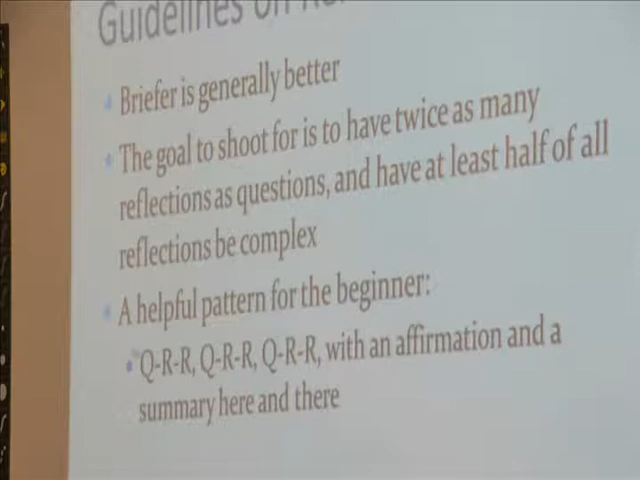 Guidelines on
Briefer is generally better
The goal to shoot for is to have twice as many
reflections as questions, and have at least half of all
reflections be complex
A helpful pattern for the beginner:
Q-R-R, Q-R-R, Q-R-R, with an affirmation and a
summary here and there